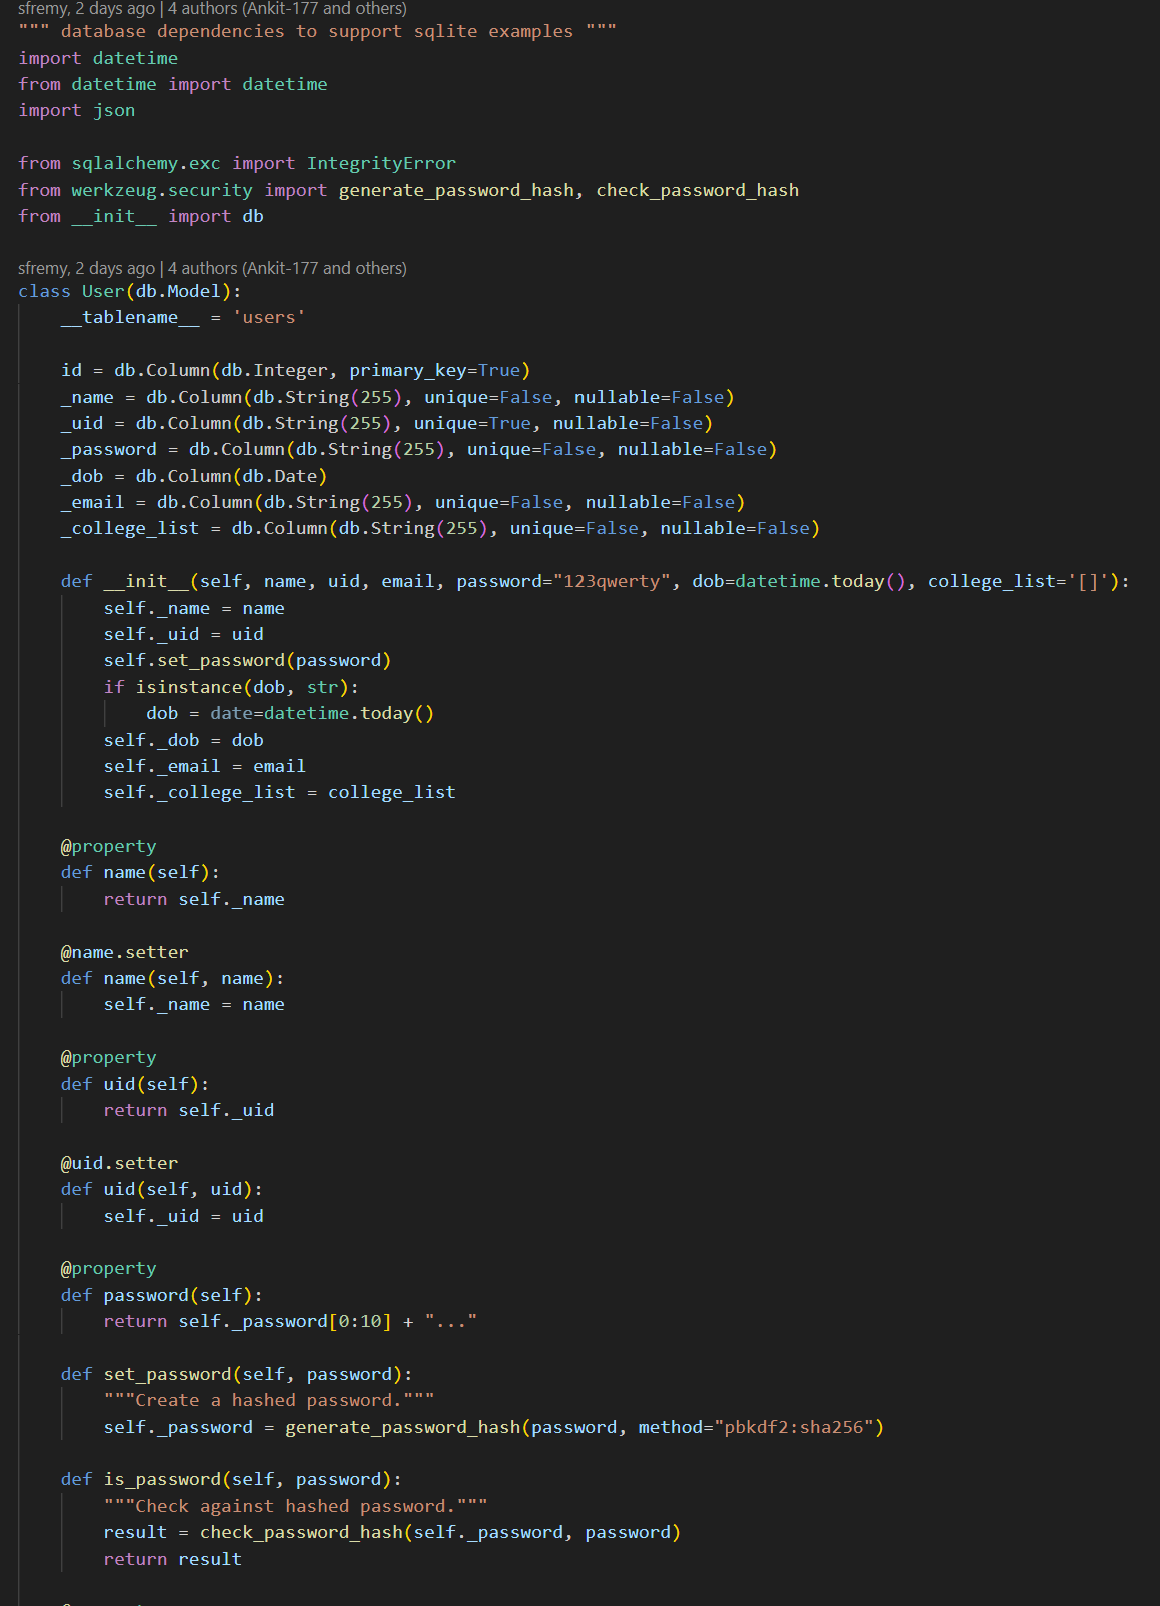 sfremy, 2 days ago | 4 authors (Ankit-177 and others)
""" database dependencies to support sqlite examples """
import datetime
from datetime import datetime
import json

from sqlalchemy.exc import IntegrityError
from werkzeug.security import generate_password_hash, check_password_hash
from __init__ import db

sfremy, 2 days ago | 4 authors (Ankit-177 and others)
class User(db.Model):
    __tablename__ = 'users'

    id = db.Column(db.Integer, primary_key=True)
    _name = db.Column(db.String(255), unique=False, nullable=False)
    _uid = db.Column(db.String(255), unique=True, nullable=False)
    _password = db.Column(db.String(255), unique=False, nullable=False)
    _dob = db.Column(db.Date)
    _email = db.Column(db.String(255), unique=False, nullable=False)
    _college_list = db.Column(db.String(255), unique=False, nullable=False)

    def __init__(self, name, uid, email, password="123qwerty", dob=datetime.today(), college_list='[]'):
        self._name = name
        self._uid = uid
        self.set_password(password)
        if isinstance(dob, str):
            dob = date=datetime.today()
        self._dob = dob
        self._email = email
        self._college_list = college_list

    @property
    def name(self):
        return self._name

    @name.setter
    def name(self, name):
        self._name = name

    @property
    def uid(self):
        return self._uid

    @uid.setter
    def uid(self, uid):
        self._uid = uid

    @property
    def password(self):
        return self._password[0:10] + "..."

    def set_password(self, password):
        """Create a hashed password."""
        self._password = generate_password_hash(password, method="pbkdf2:sha256")

    def is_password(self, password):
        """Check against hashed password."""
        result = check_password_hash(self._password, password)
        return result